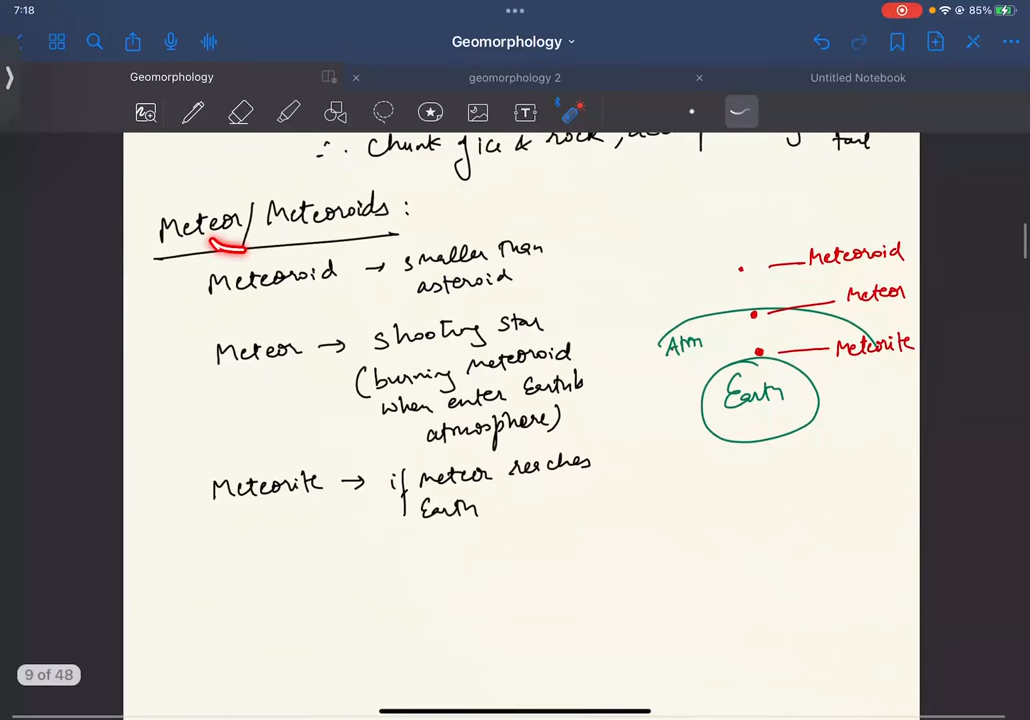 7:18
85%
Geomorphology
Geomorphology
geomorphology 2
Untitled Notebook
∴ Chunk of ice & rock,
tail
Meteor/Meteoroids :
Meteoroid → smaller than
asteroid
Meteor → shooting star
(burning meteoroid
when enter Earth's
atmosphere)
Meteorite → if meteor reaches
Earth
Meteoroid
Meteor
Atm
Meteorite
Earth
9 of 48